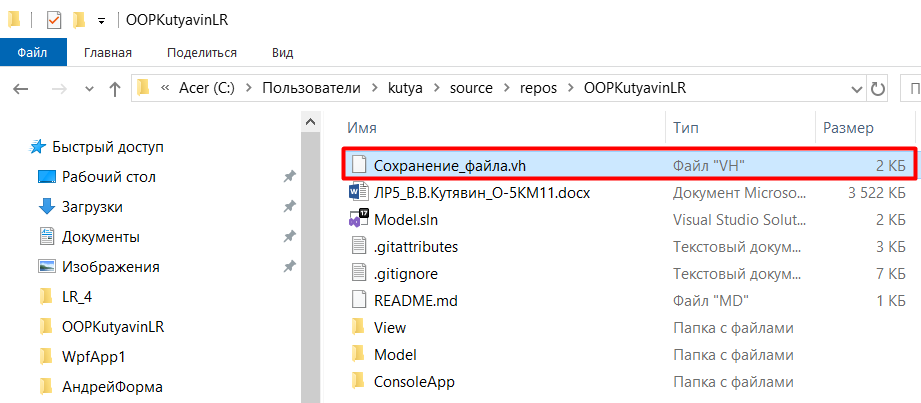 OOPKutyavinLR
Файл Главная Поделиться Вид
« Acer (C:) › Пользователи › kutya › source › repos › OOPKutyavinLR
Имя Тип Размер
Быстрый доступ
Рабочий стол
Загрузки
Документы
Изображения
LR_4
OOPKutyavinLR
WpfApp1
АндрейФорма
Сохранение_файла.vh Файл "VH" 2 КБ
ЛР5_В.В.Кутявин_О-5КМ11.docx Документ Microso... 3 522 КБ
Model.sln Visual Studio Solut... 2 КБ
.gitattributes Текстовый докум... 3 КБ
.gitignore Текстовый докум... 7 КБ
README.md Файл "MD" 1 КБ
View Папка с файлами
Model Папка с файлами
ConsoleApp Папка с файлами